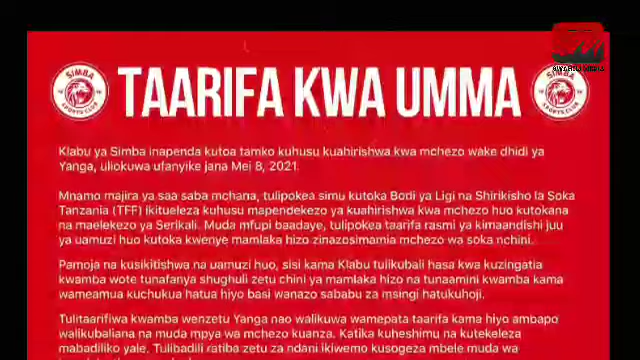 SIMBA
SPORTS CLUB
TAARIFA KWA UMMA
SIMBA
SPORTS CLUB
Klabu ya Simba inapenda kutoa tamko kuhusu kuahirishwa kwa mchezo wake dhidi ya
Yanga, uliokuwa ufanyike jana Mei 8, 2021.
Mnamo majira ya saa saba mchana, tulipokea simu kutoka Bodi ya Ligi na Shirikisho la Soka
Tanzania (TFF) ikitueleza kuhusu mapendekezo ya kuahirishwa kwa mchezo huo kutokana
na maelekezo ya Serikali. Muda mfupi baadaye, tulipokea taarifa rasmi ya kimaandishi juu
ya uamuzi huo kutoka kwenye mamlaka hizo zinazosimamia mchezo wa soka nchini.
Pamoja na kusikitishwa na uamuzi huo, sisi kama Klabu tulikubali hasa kwa kuzingatia
kwamba wote tunafanya shughuli zetu chini ya mamlaka hizo na tunaamini kwamba kama
wameamua kuchukua hatua hiyo basi wanazo sababu za msingi hatukuhoji.
Tulitaarifiwa kwamba wenzetu Yanga nao walikuwa wamepata taarifa kama hiyo ambapo
walikubaliana na muda mpya wa mchezo kuanza. Katika kuheshimu na kutekeleza
mabadiliko yale. Tulibadili ratiba zetu za ndani ikiwemo kusogeza mbele muda wa